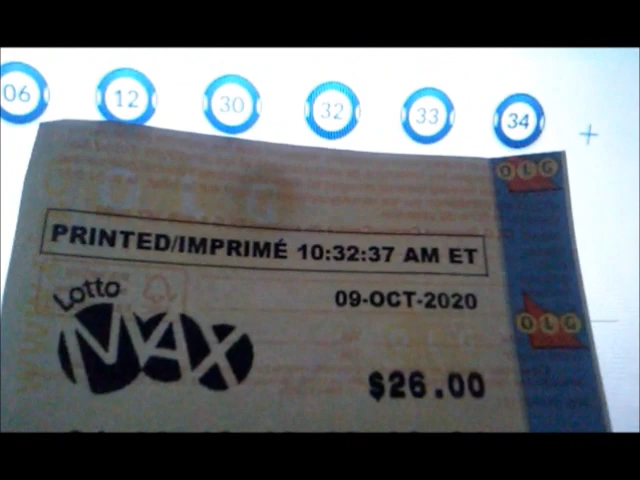 06 12 30 32 33 34 +
OLG
PRINTED/IMPRIMÉ 10:32:37 AM ET
09-OCT-2020
Lotto
MAX
OLG
$26.00